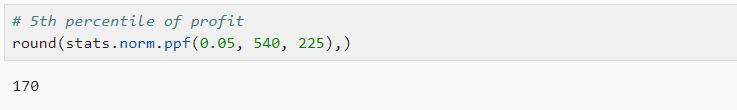 # 5th percentile of profit
round(stats.norm.ppf(0.05, 540, 225),)
170